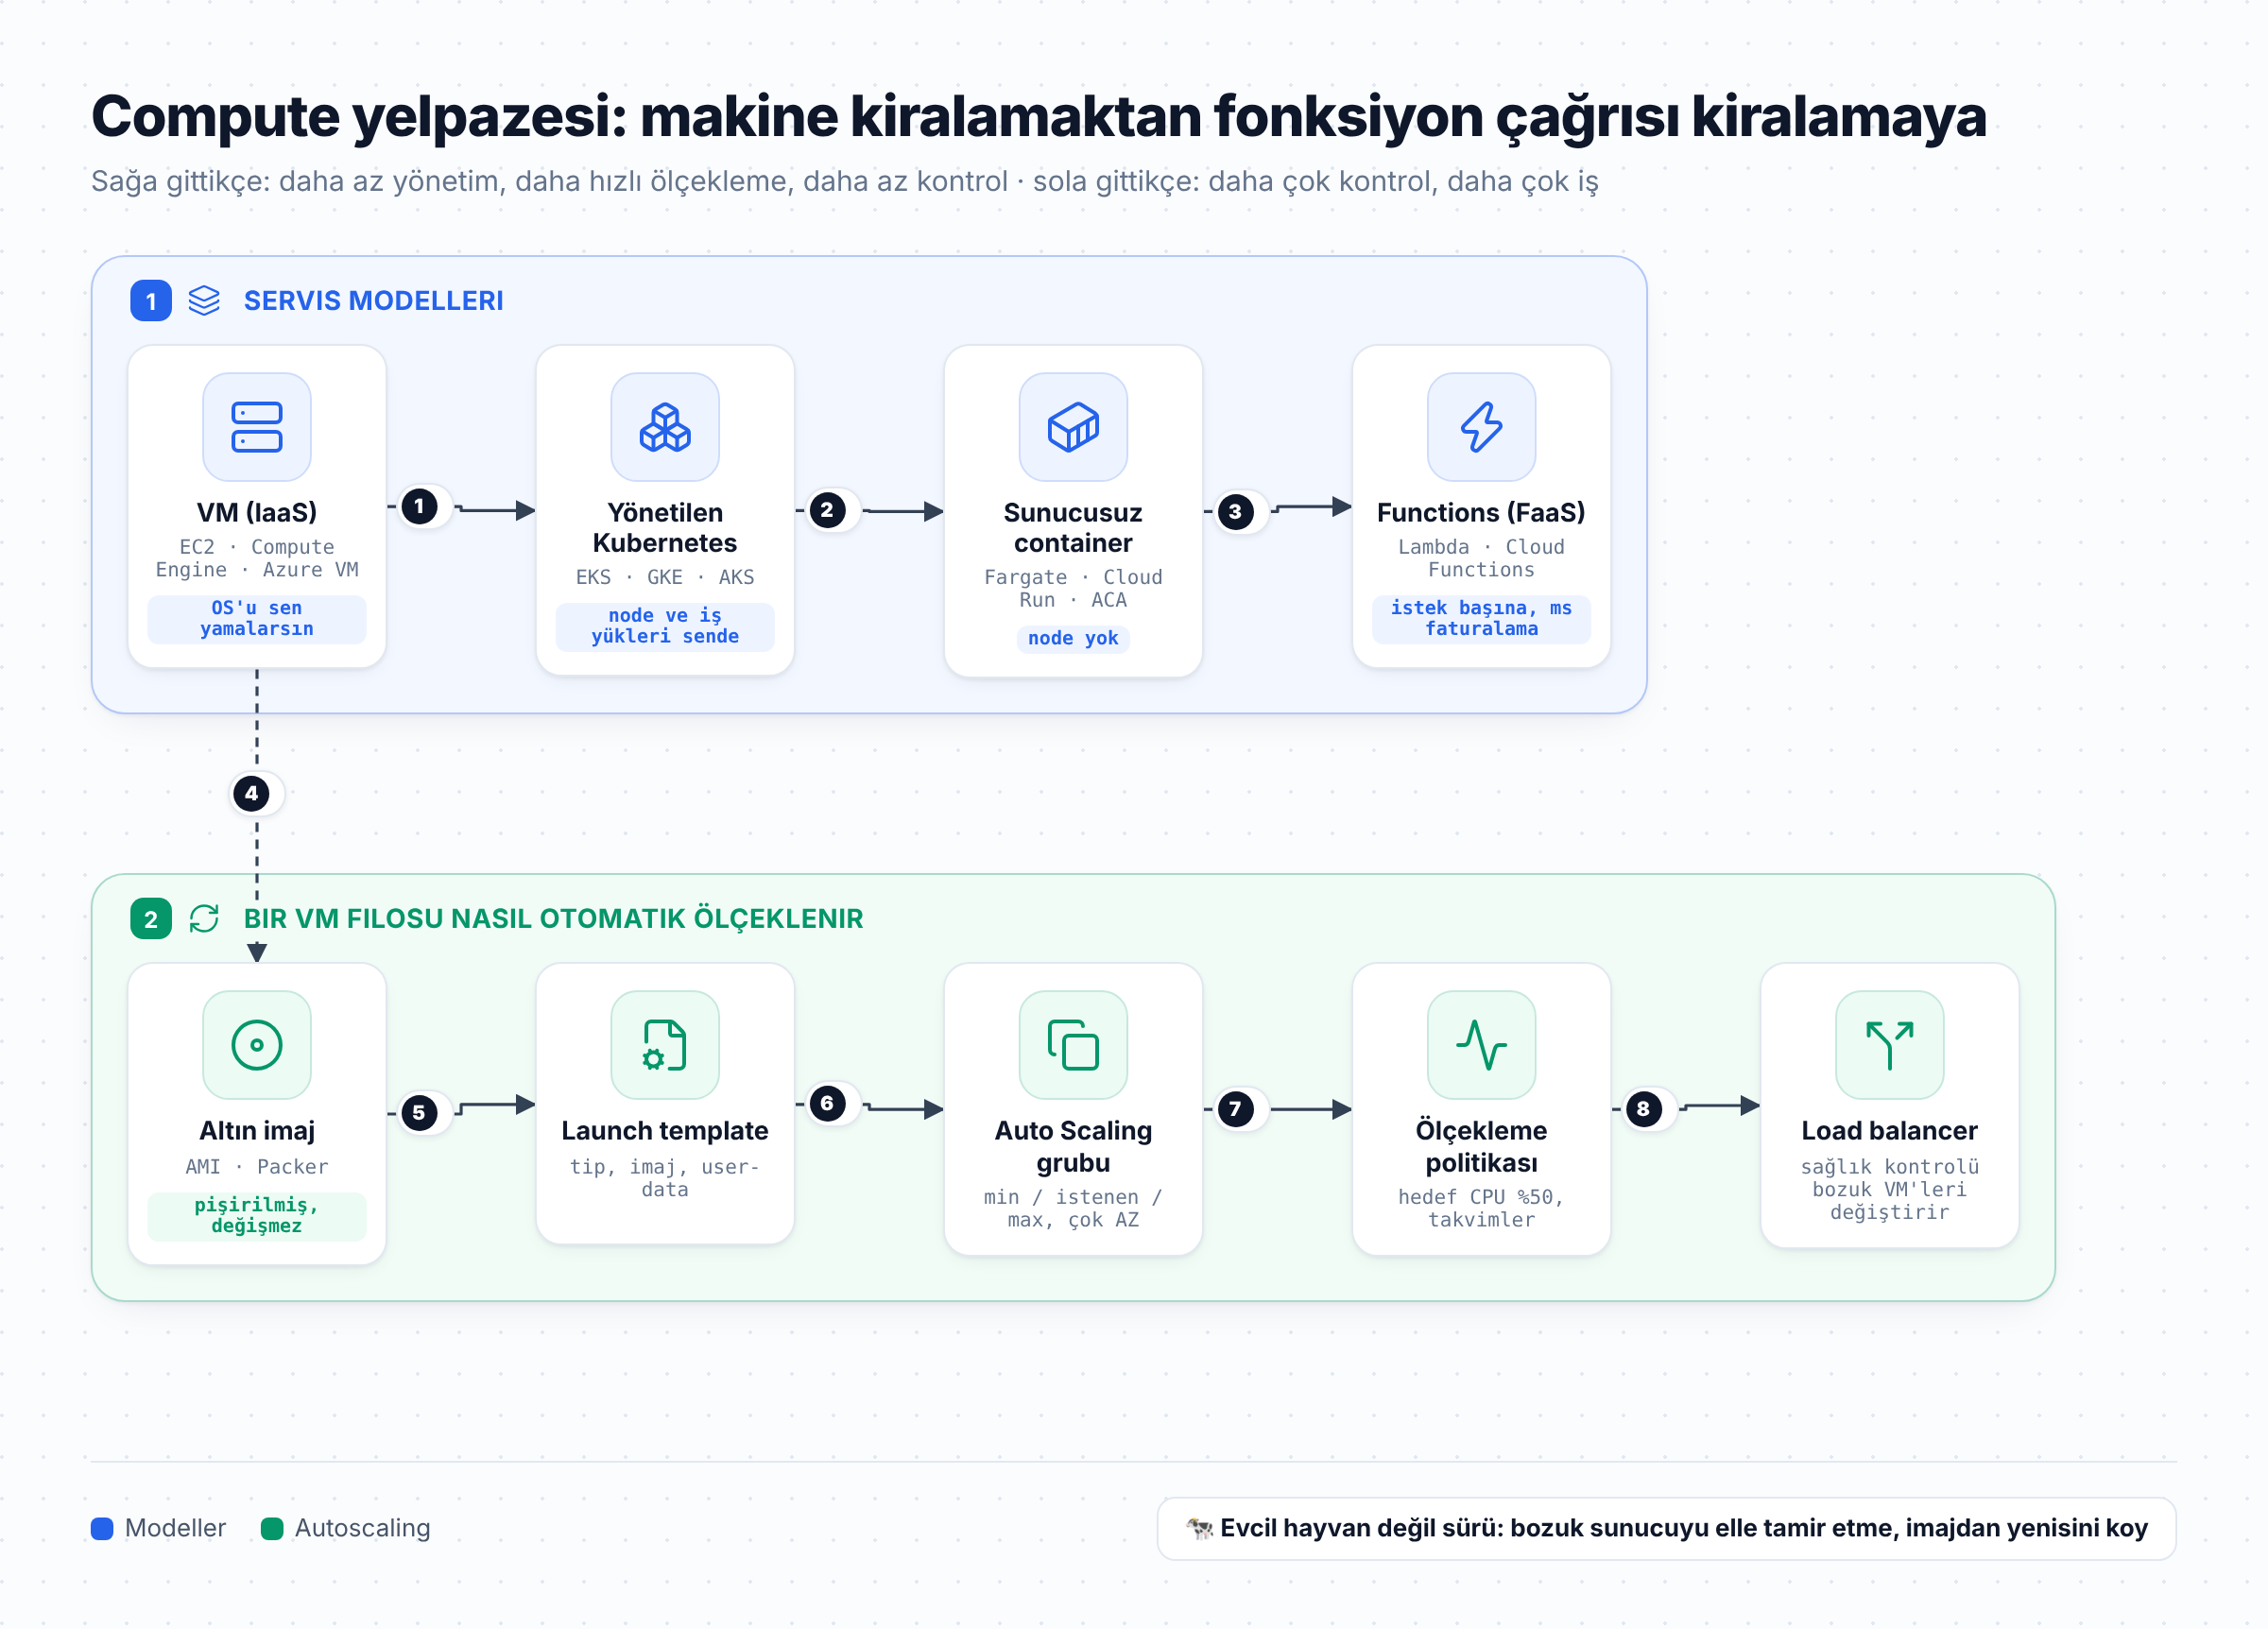 Compute yelpazesi: makine kiralamaktan fonksiyon çağrısı kiralamaya
Sağa gittikçe: daha az yönetim, daha hızlı ölçekleme, daha az kontrol · sola gittikçe: daha çok kontrol, daha çok iş
1 SERVIS MODELLERI
VM (IaaS)
EC2 · Compute
Engine · Azure VM
OS'u sen
yamalarsın
1
Yönetilen
Kubernetes
EKS · GKE · AKS
node ve iş
yükleri sende
2
Sunucusuz
container
Fargate · Cloud
Run · ACA
node yok
3
Functions (FaaS)
Lambda · Cloud
Functions
istek başına, ms
faturalama
4
2 BIR VM FILOSU NASIL OTOMATIK ÖLÇEKLENIR
Altın imaj
AMI · Packer
pişirilmiş,
değişmez
5
Launch template
tip, imaj, user-
data
6
Auto Scaling
grubu
min / istenen /
max, çok AZ
7
Ölçekleme
politikası
hedef CPU %50,
takvimler
8
Load balancer
sağlık kontrolü
bozuk VM'leri
değiştirir
Modeller
Autoscaling
🐄 Evcil hayvan değil sürü: bozuk sunucuyu elle tamir etme, imajdan yenisini koy